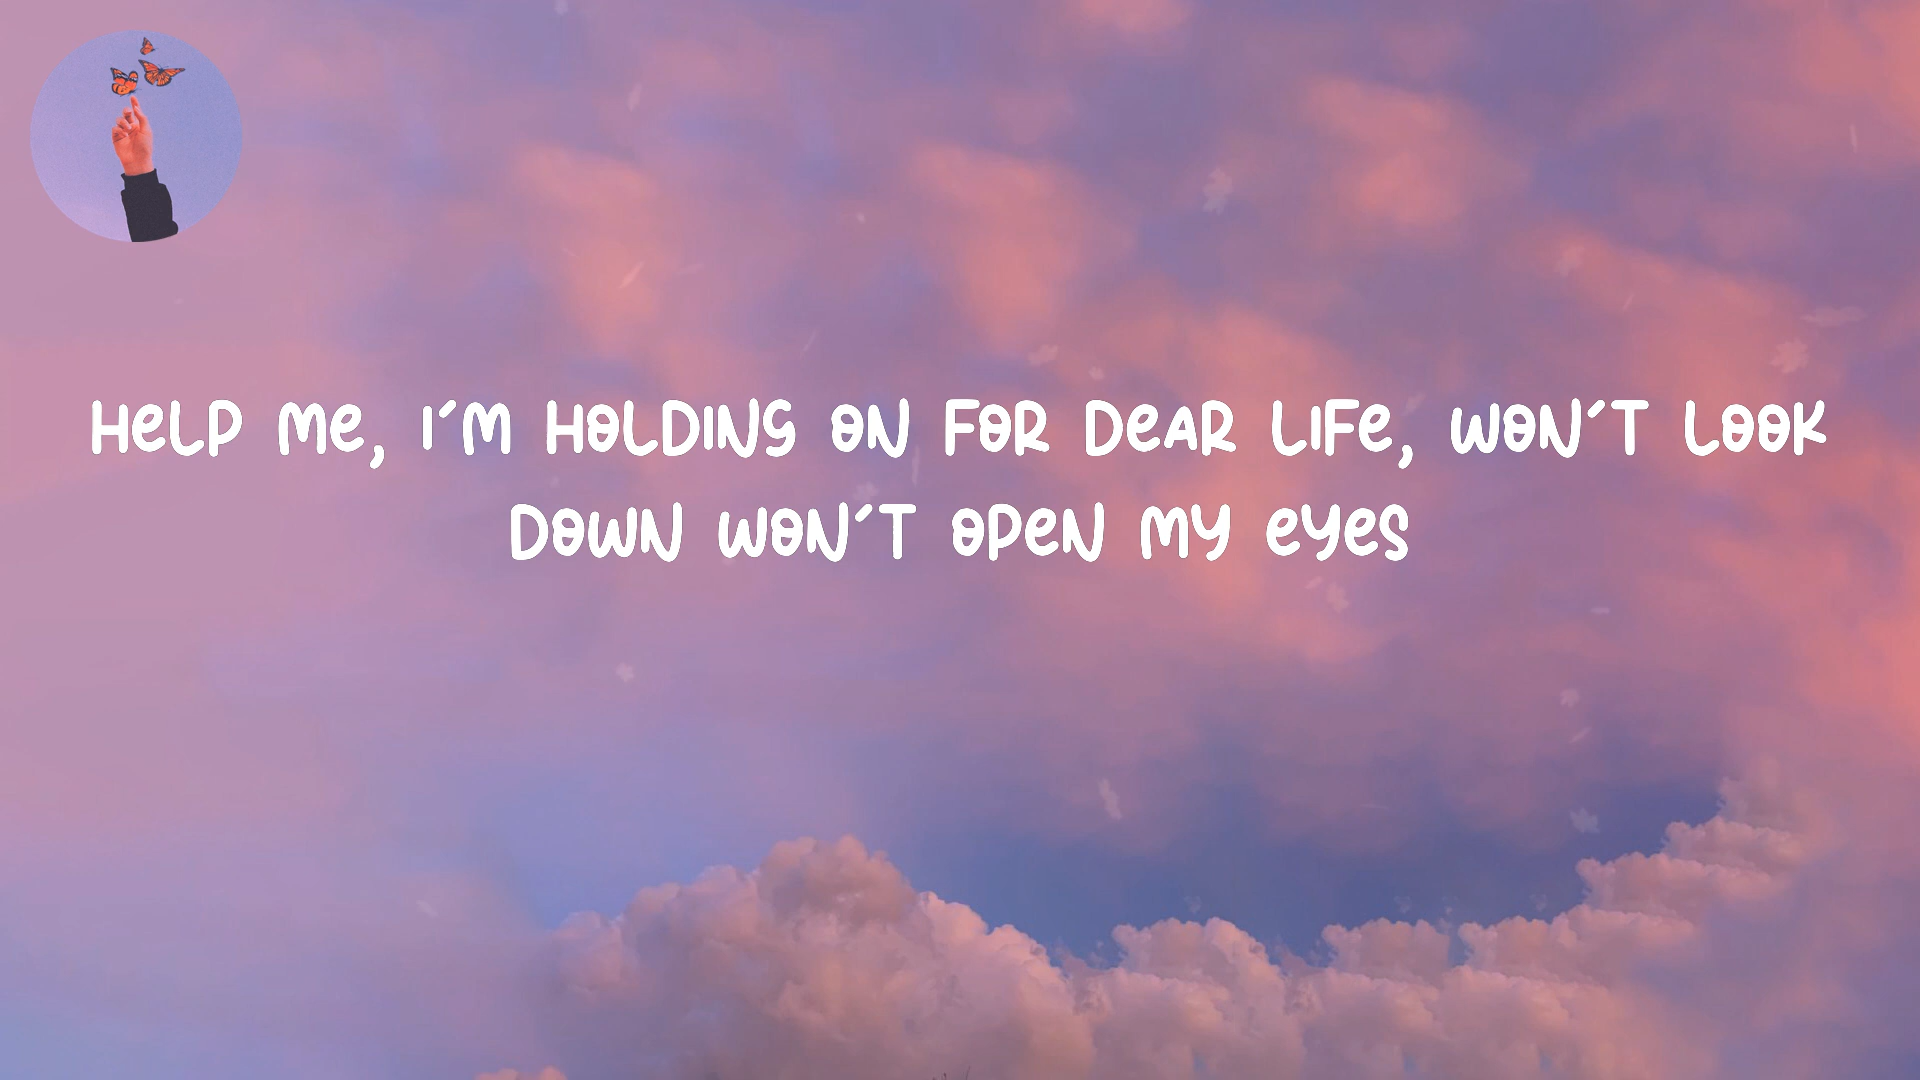 Help me, I´m holding on for dear life, won´t look
down won´t open my eyes